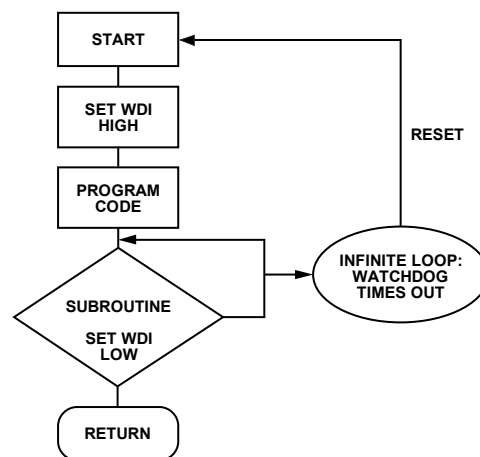 START
SET WDI
HIGH
PROGRAM
CODE
RESET
INFINITE LOOP:
WATCHDOG
TIMES OUT
SUBROUTINE
SET WDI
LOW
RETURN